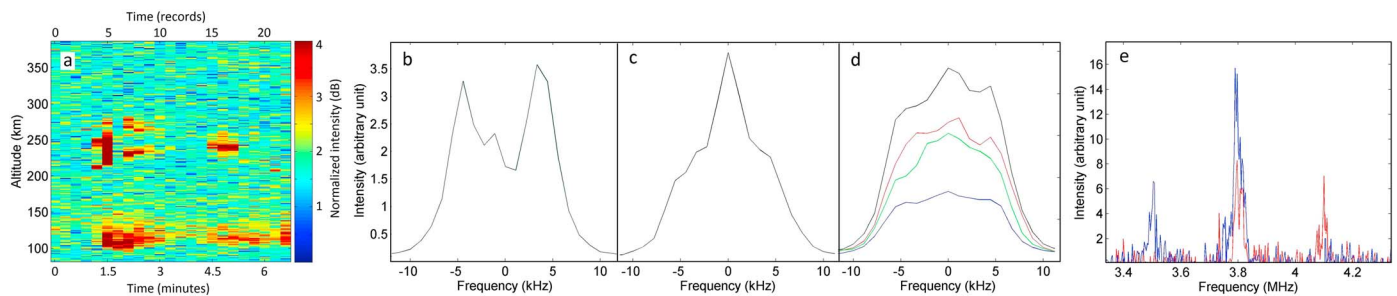 Time (records)
0 5 10 15 20
a
350
300
250
200
150
100
Altitude (km)
0 1.5 3 4.5 6
Time (minutes)
4
3
2
1
Normalized intensity (dB)
b
3.5
3
2.5
2
1.5
1
0.5
Intensity (arbitrary unit)
-10 -5 0 5 10
Frequency (kHz)
c
-10 -5 0 5 10
Frequency (kHz)
d
-10 -5 0 5 10
Frequency (kHz)
e
16
14
12
10
8
6
4
2
Intensity (arbitrary unit)
3.4 3.6 3.8 4 4.2
Frequency (MHz)